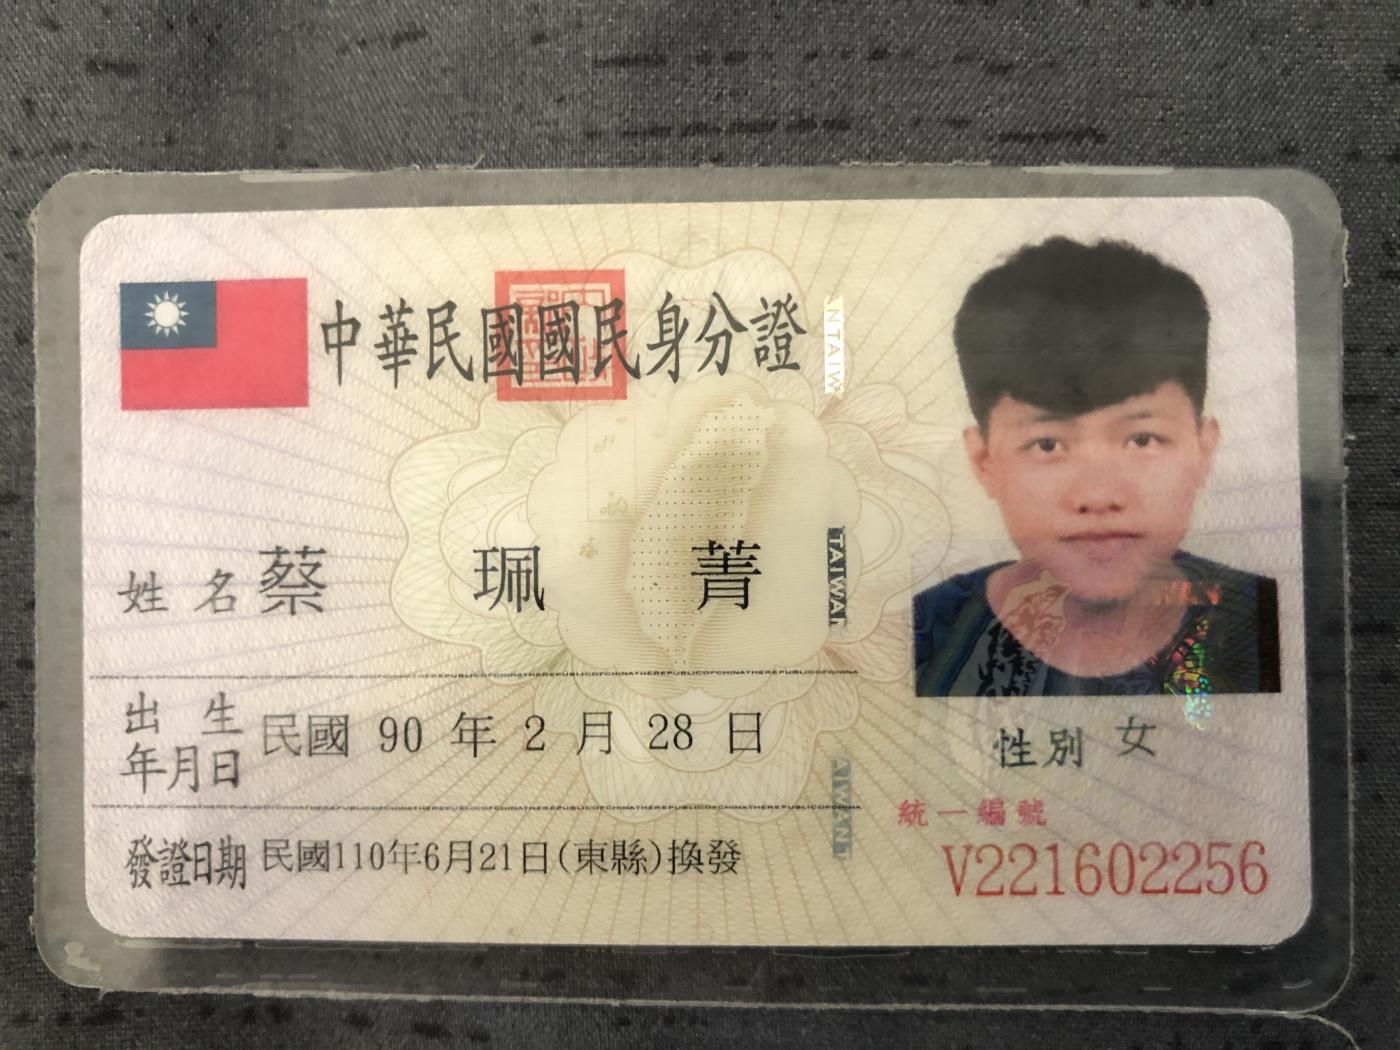 中華民國國民身分證
姓名 蔡珮菁
出生年月日 民國 90 年 2 月 28 日
性別 女
發證日期 民國110年6月21日(東縣)換發
統一編號
V221602256
TAIWAN